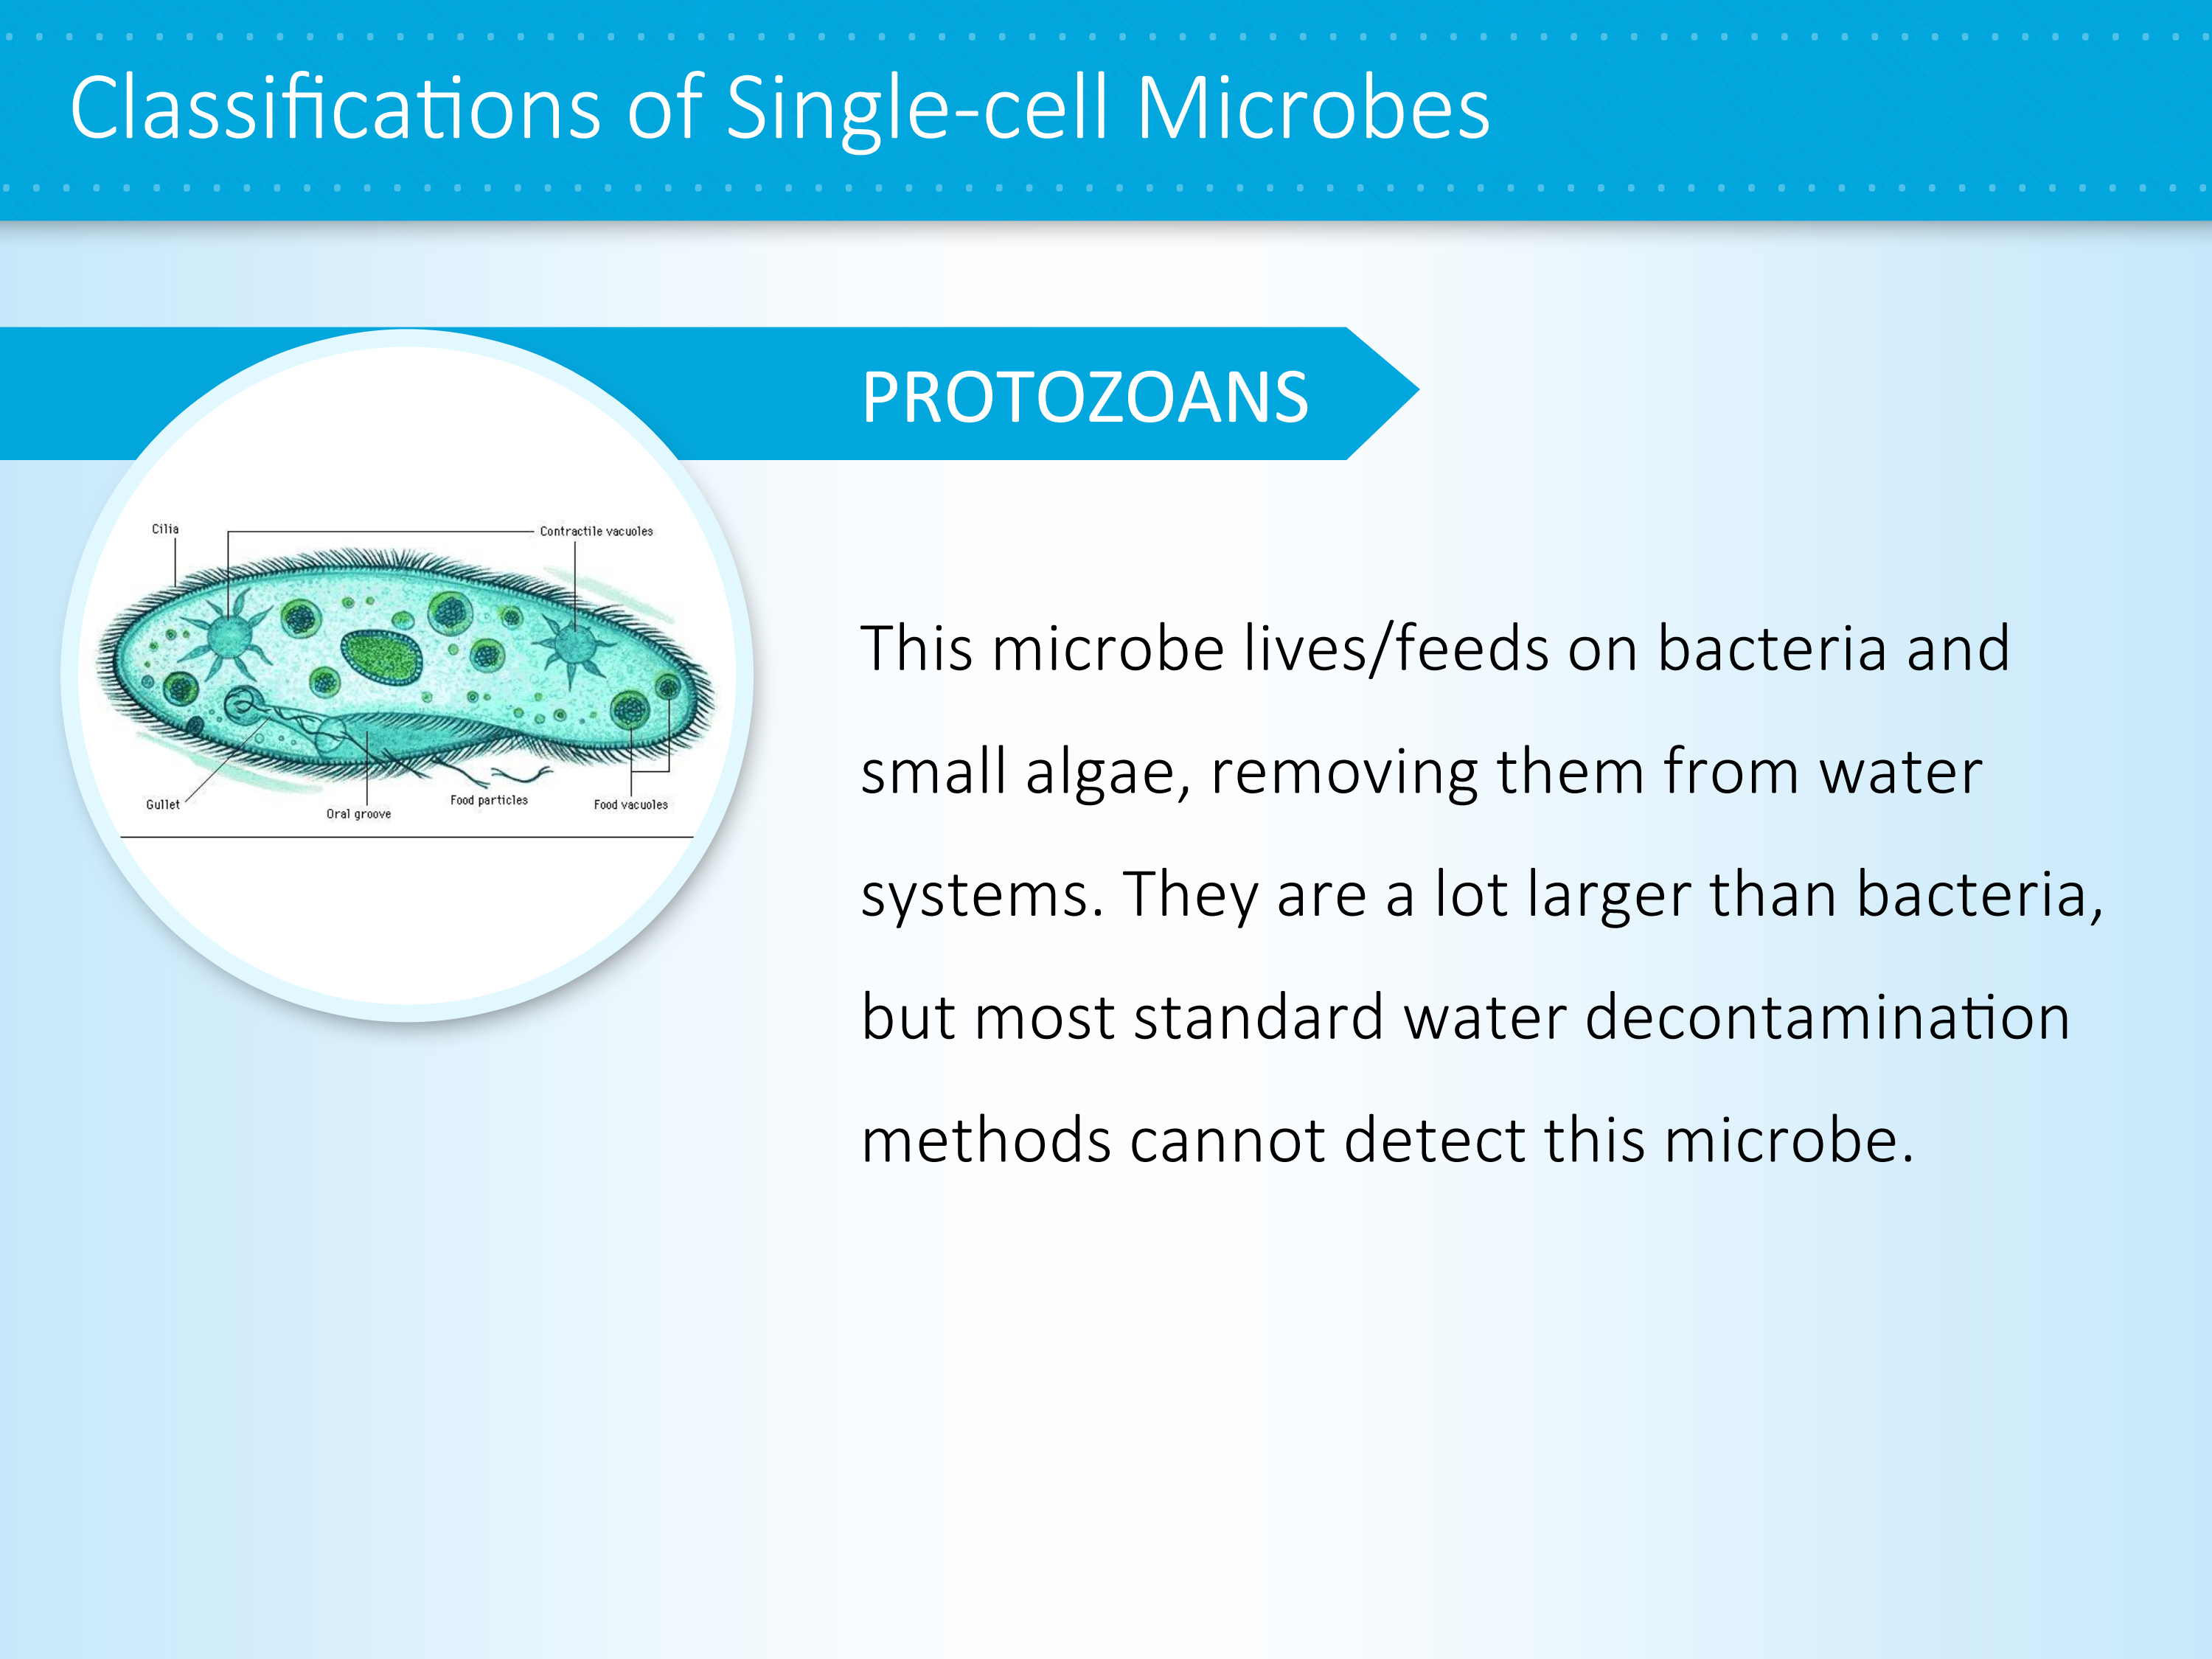 Classifications of Single-cell Microbes
PROTOZOANS
Cilia
Contractile vacuoles
Gullet
Oral groove
Food particles
Food vacuoles
This microbe lives/feeds on bacteria and
small algae, removing them from water
systems. They are a lot larger than bacteria,
but most standard water decontamination
methods cannot detect this microbe.